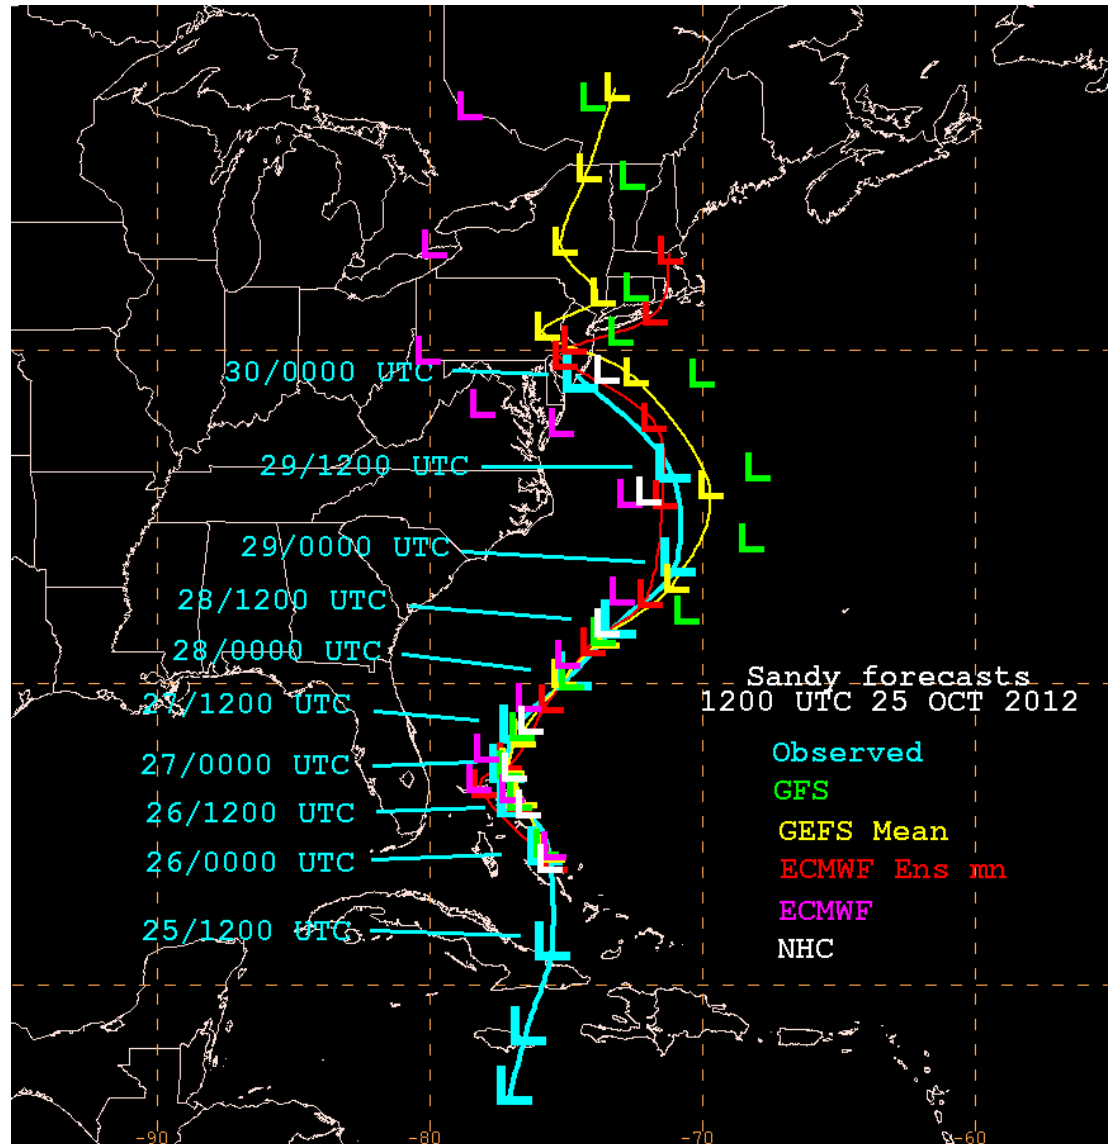 30/0000 UTC
29/1200 UTC
29/0000 UTC
28/1200 UTC
28/0000 UTC
27/1200 UTC
27/0000 UTC
26/1200 UTC
26/0000 UTC
25/1200 UTC
Sandy forecasts
1200 UTC 25 OCT 2012
Observed
GFS
GEFS Mean
ECMWF Ens mn
ECMWF
NHC
-90 -80 -70 -60